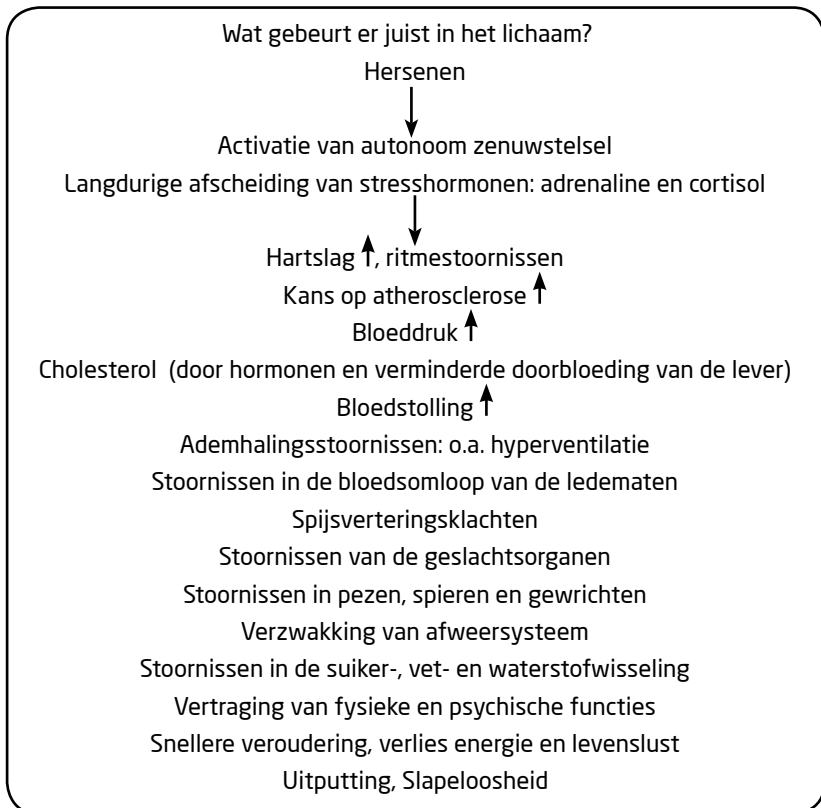 Wat gebeurt er juist in het lichaam?
Hersenen
Activatie van autonoom zenuwstelsel
Langdurige afscheiding van stresshormonen: adrenaline en cortisol
Hartslag ↑, ritmestoornissen
Kans op atherosclerose ↑
Bloeddruk ↑
Cholesterol (door hormonen en verminderde doorbloeding van de lever)
Bloedstolling ↑
Ademhalingsstoornissen: o.a. hyperventilatie
Stoornissen in de bloedsomloop van de ledematen
Spijsverteringsklachten
Stoornissen van de geslachtsorganen
Stoornissen in pezen, spieren en gewrichten
Verzwakking van afweersysteem
Stoornissen in de suiker-, vet- en waterstofwisseling
Vertraging van fysieke en psychische functies
Snellere veroudering, verlies energie en levenslust
Uitputting, Slapeloosheid